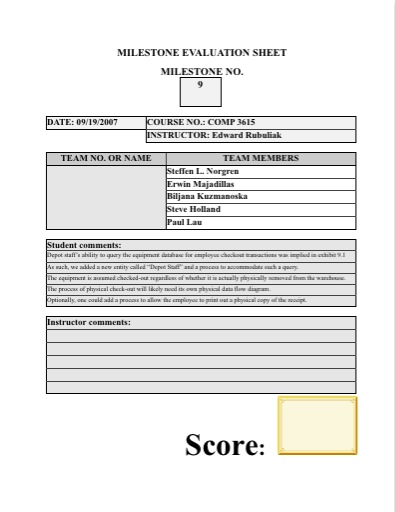 MILESTONE EVALUATION SHEET
MILESTONE NO.
9
DATE: 09/19/2007 COURSE NO.: COMP 3615
INSTRUCTOR: Edward Rubuliak
TEAM NO. OR NAME TEAM MEMBERS
Steffen L. Norgren
Erwin Majadillas
Biljana Kuzmanoska
Steve Holland
Paul Lau
Student comments:
Depot staff's ability to query the equipment database for employee checkout transactions was implied in exhibit 9.1
As such, we added a new entity called "Depot Staff" and a process to accommodate such a query.
The equipment is assumed checked-out regardless of whether it is actually physically removed from the warehouse.
The process of physical check-out will likely need its own physical data flow diagram.
Optionally, one could add a process to allow the employee to print out a physical copy of the receipt.
Instructor comments:
Score: